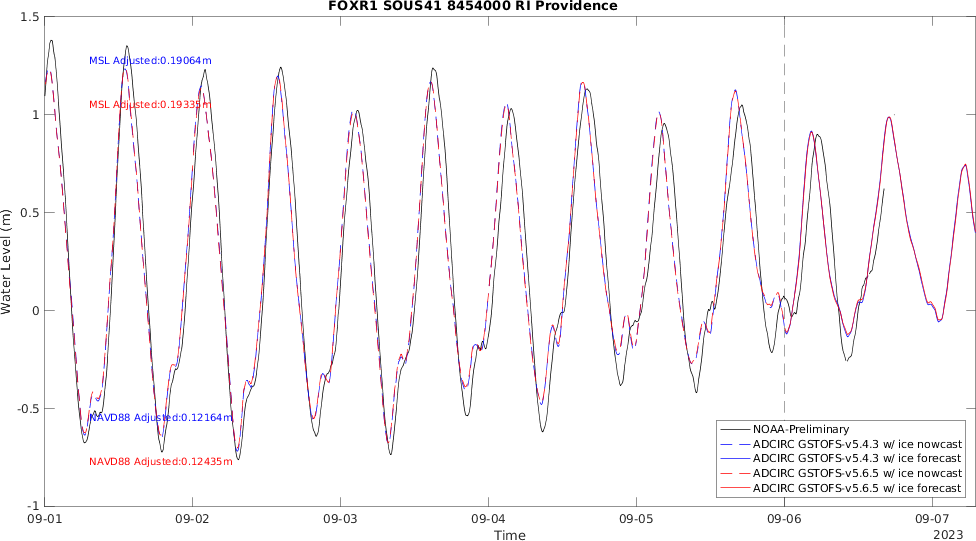 FOXR1 SOUS41 8454000 RI Providence
1.5
1
0.5
0
-0.5
-1
Water Level (m)
MSL Adjusted:0.19064m
MSL Adjusted:0.19335m
NAVD88 Adjusted:0.12164m
NAVD88 Adjusted:0.12435m
NOAA-Preliminary
ADCIRC GSTOFS-v5.4.3 w/ ice nowcast
ADCIRC GSTOFS-v5.4.3 w/ ice forecast
ADCIRC GSTOFS-v5.6.5 w/ ice nowcast
ADCIRC GSTOFS-v5.6.5 w/ ice forecast
09-01 09-02 09-03 09-04 09-05 09-06 09-07
Time
2023